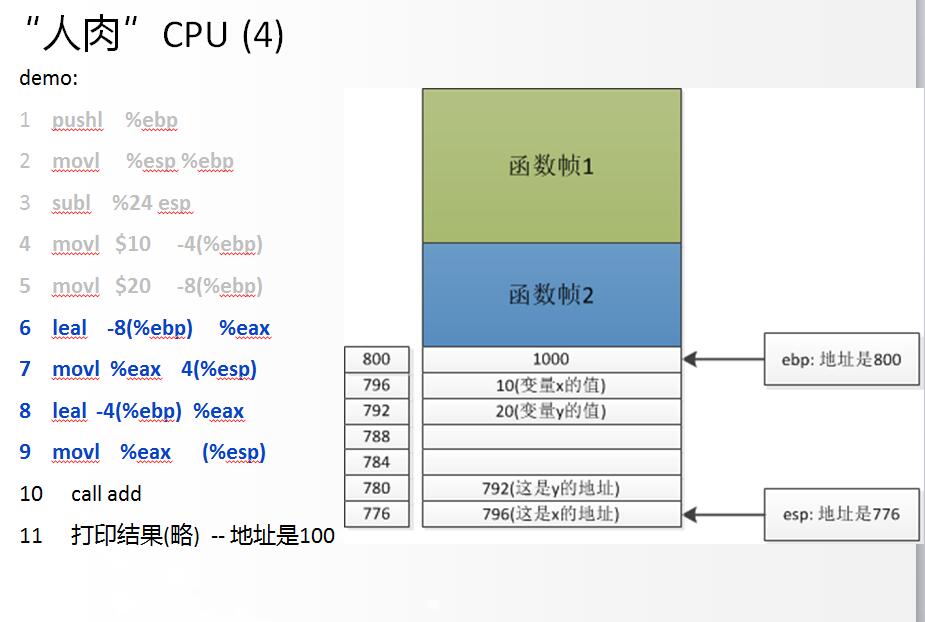 “人肉” CPU (4)
demo:
1 pushl %ebp
2 movl %esp %ebp
3 subl %24 esp
4 movl $10 -4(%ebp)
5 movl $20 -8(%ebp)
6 leal -8(%ebp) %eax
7 movl %eax 4(%esp)
8 leal -4(%ebp) %eax
9 movl %eax (%esp)
10 call add
11 打印结果(略) -- 地址是100
函数帧1
函数帧2
800 1000
ebp: 地址是800
796 10(变量x的值)
792 20(变量y的值)
788
784
780 792(这是y的地址)
776 796(这是x的地址)
esp: 地址是776